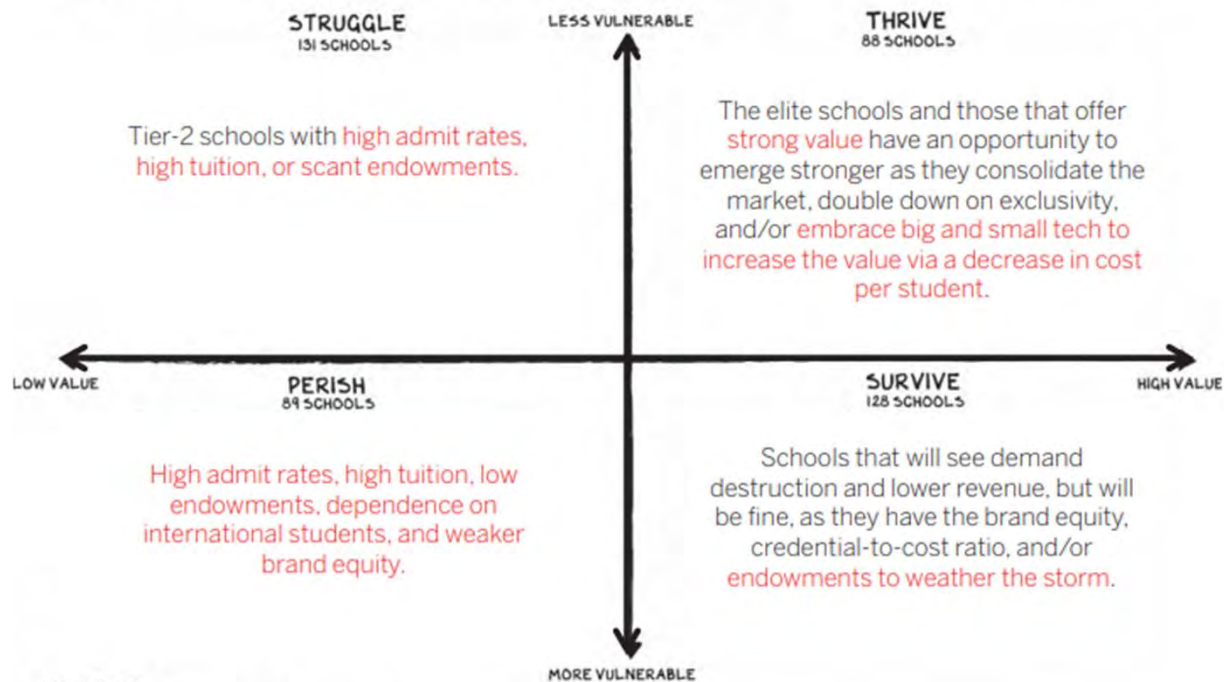 STRUGGLE
131 SCHOOLS
LESS VULNERABLE
THRIVE
88 SCHOOLS
Tier-2 schools with high admit rates,
high tuition, or scant endowments.
The elite schools and those that offer
strong value have an opportunity to
emerge stronger as they consolidate the
market, double down on exclusivity,
and/or embrace big and small tech to
increase the value via a decrease in cost
per student.
LOW VALUE
HIGH VALUE
PERISH
89 SCHOOLS
SURVIVE
128 SCHOOLS
High admit rates, high tuition, low
endowments, dependence on
international students, and weaker
brand equity.
Schools that will see demand
destruction and lower revenue, but will
be fine, as they have the brand equity,
credential-to-cost ratio, and/or
endowments to weather the storm.
MORE VULNERABLE